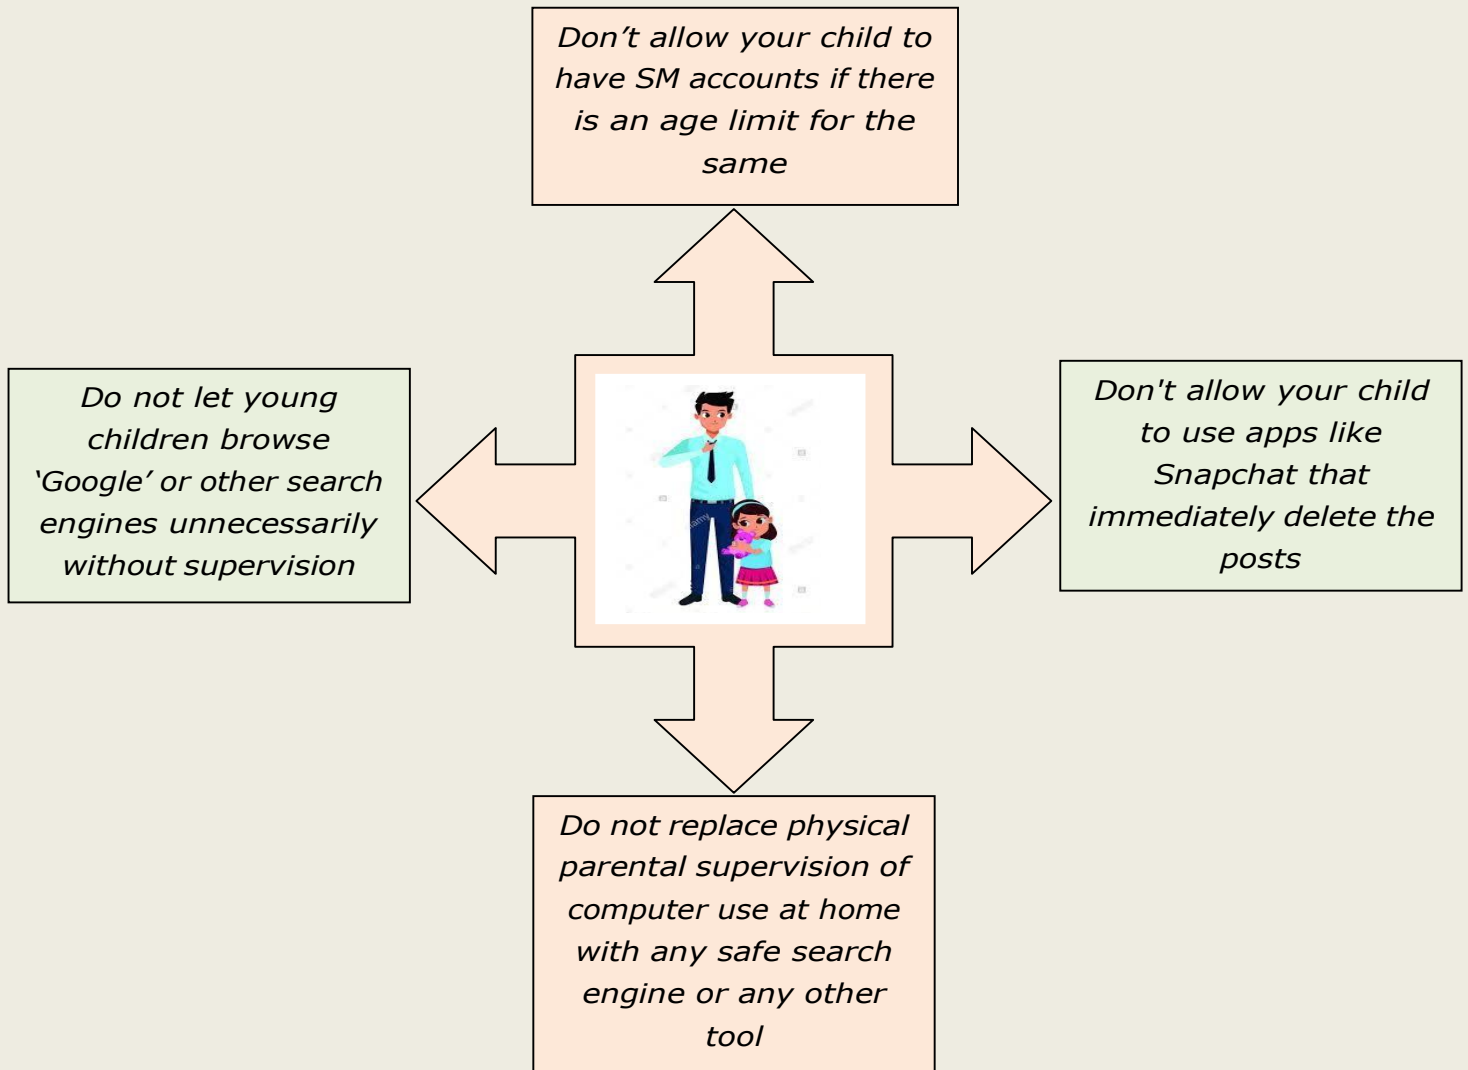 Don’t allow your child to
have SM accounts if there
is an age limit for the
same
Do not let young
children browse
‘Google’ or other search
engines unnecessarily
without supervision
Don't allow your child
to use apps like
Snapchat that
immediately delete the
posts
Do not replace physical
parental supervision of
computer use at home
with any safe search
engine or any other
tool